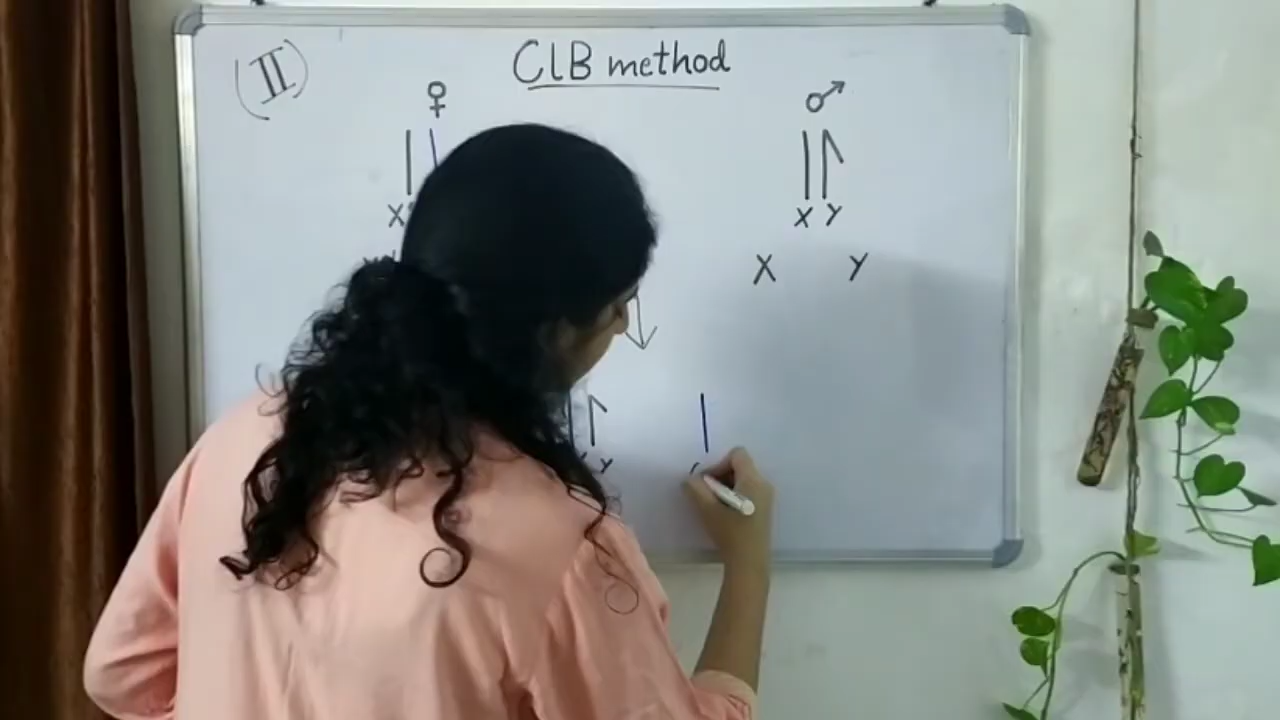 (II)
ClB method
♀ ♂
X X Y
X Y
Y